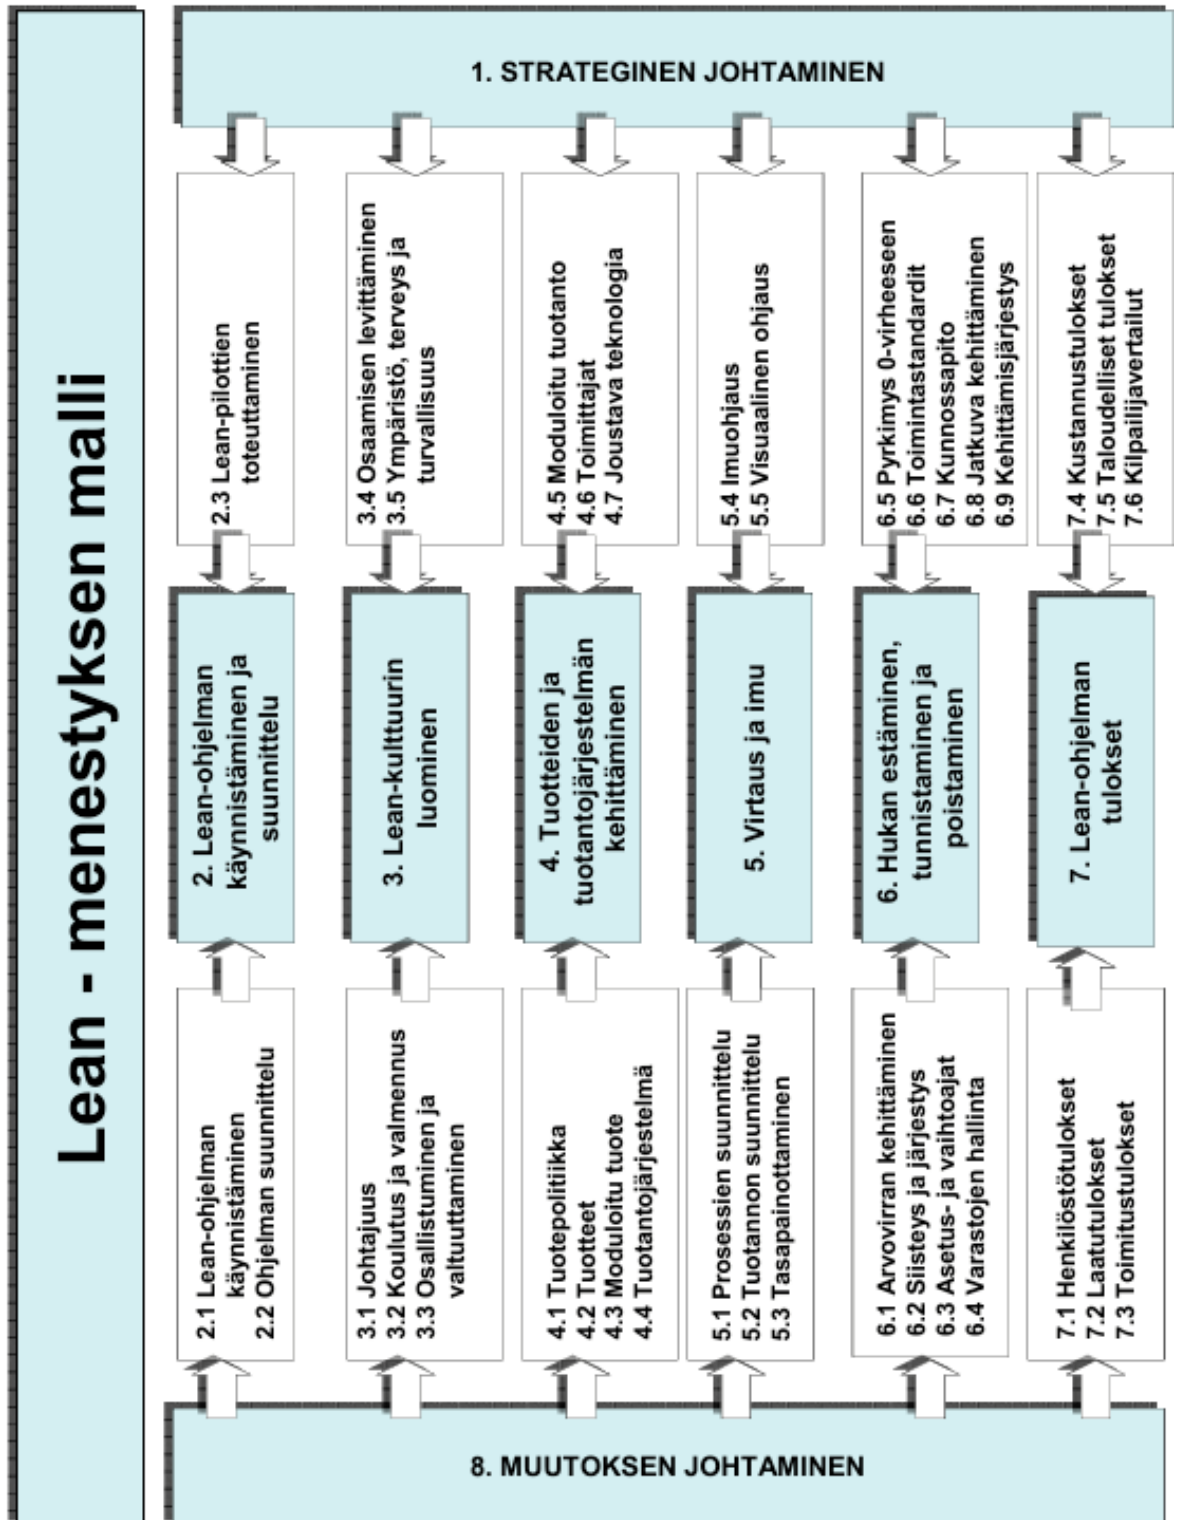 Lean - menestyksen malli
1. STRATEGINEN JOHTAMINEN
2.1 Lean-ohjelman
käynnistäminen
2.2 Ohjelman suunnittelu
2. Lean-ohjelman
käynnistäminen ja
suunnittelu
2.3 Lean-pilottien
toteuttaminen
3.1 Johtajuus
3.2 Koulutus ja valmennus
3.3 Osallistuminen ja
valtuuttaminen
3. Lean-kulttuurin
luominen
3.4 Osaamisen levittäminen
3.5 Ympäristö, terveys ja
turvallisuus
4.1 Tuotepolitiikka
4.2 Tuotteet
4.3 Moduloitu tuote
4.4 Tuotantojärjestelmä
4. Tuotteiden ja
tuotantojärjestelmän
kehittäminen
4.5 Moduloitu tuotanto
4.6 Toimittajat
4.7 Joustava teknologia
5.1 Prosessien suunnittelu
5.2 Tuotannon suunnittelu
5.3 Tasapainottaminen
5. Virtaus ja imu
5.4 Imuohjaus
5.5 Visuaalinen ohjaus
6.1 Arvovirran kehittäminen
6.2 Siisteys ja järjestys
6.3 Asetus- ja vaihtoajat
6.4 Varastojen hallinta
6. Hukan estäminen,
tunnistaminen ja
poistaminen
6.5 Pyrkimys 0-virheeseen
6.6 Toimintastandardit
6.7 Kunnossapito
6.8 Jatkuva kehittäminen
6.9 Kehittämisjärjestys
7.1 Henkilöstötulokset
7.2 Laatutulokset
7.3 Toimitustulokset
7. Lean-ohjelman
tulokset
7.4 Kustannustulokset
7.5 Taloudelliset tulokset
7.6 Kilpailijavertailut
8. MUUTOKSEN JOHTAMINEN